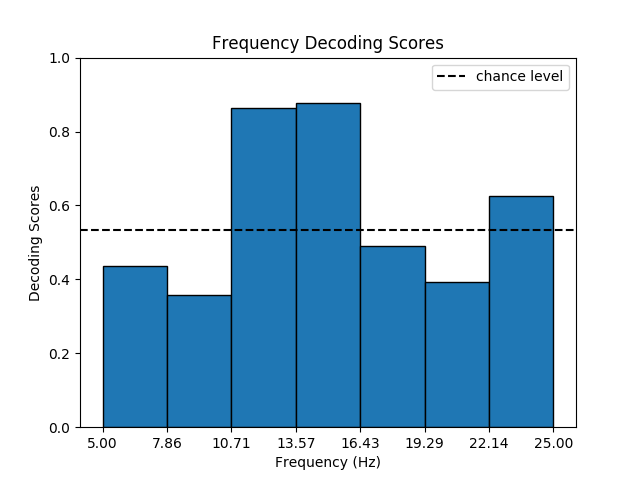 Frequency Decoding Scores
1.0
chance level
0.8
0.6
0.4
0.2
0.0
Decoding Scores
5.00 7.86 10.71 13.57 16.43 19.29 22.14 25.00
Frequency (Hz)